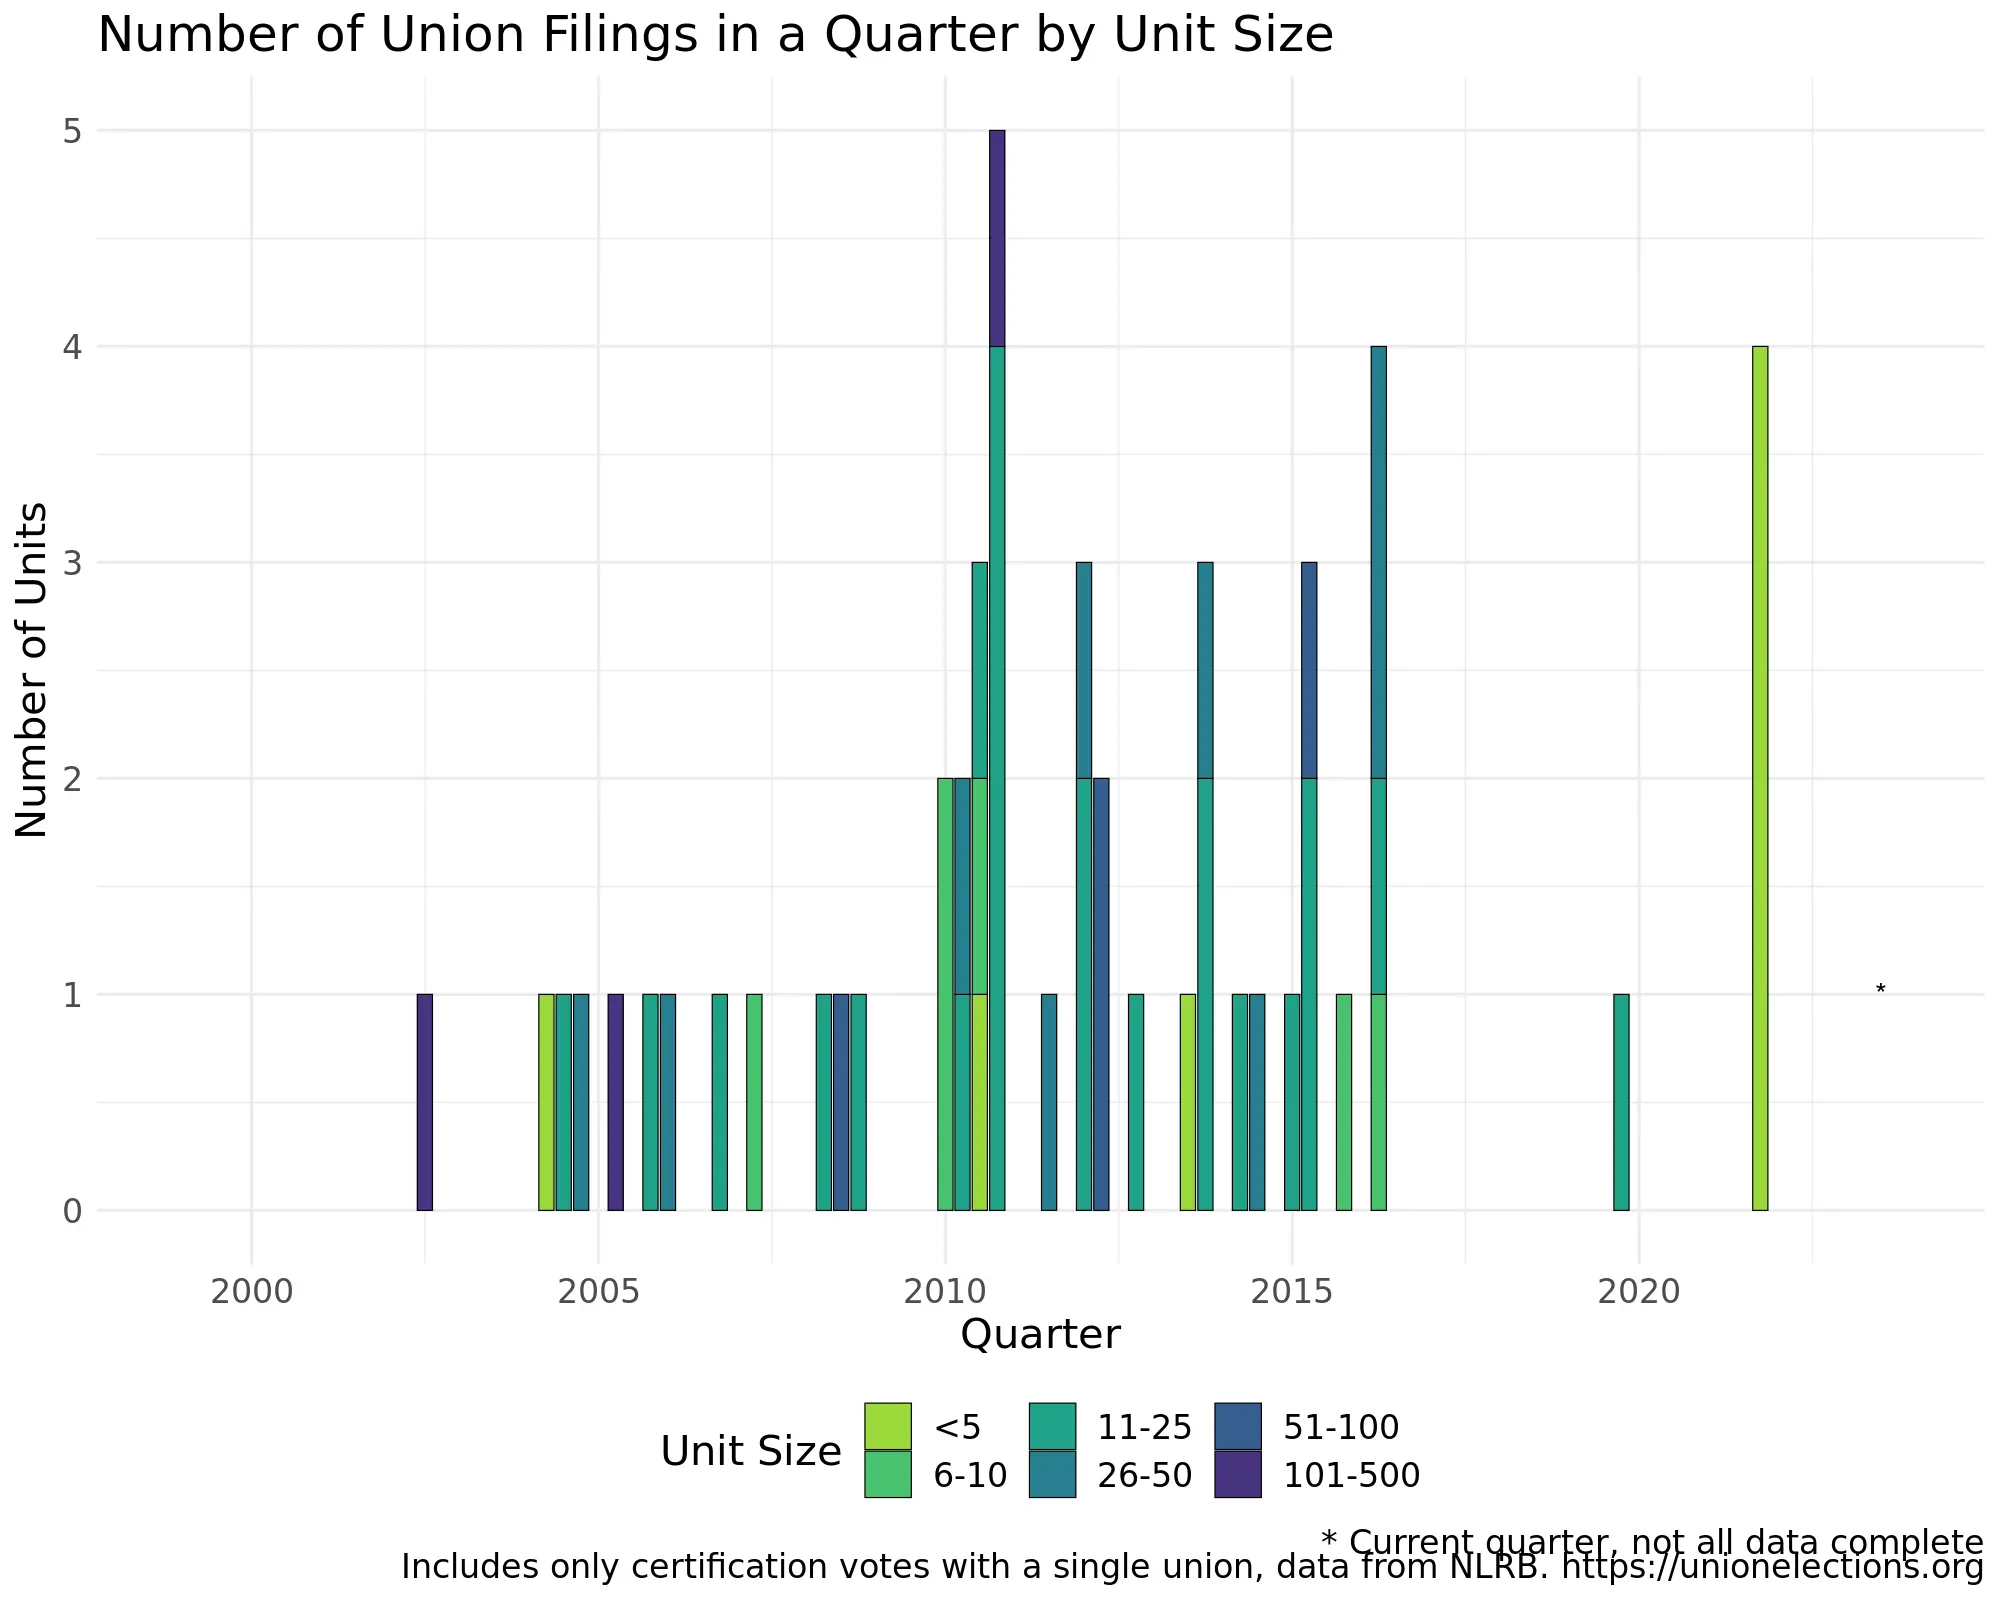 Number of Union Filings in a Quarter by Unit Size
Number of Units
5
4
3
2
1
0
*
2000 2005 2010 2015 2020
Quarter
Unit Size
<5 11-25 51-100
6-10 26-50 101-500
* Current quarter, not all data complete
Includes only certification votes with a single union, data from NLRB. https://unionelections.org